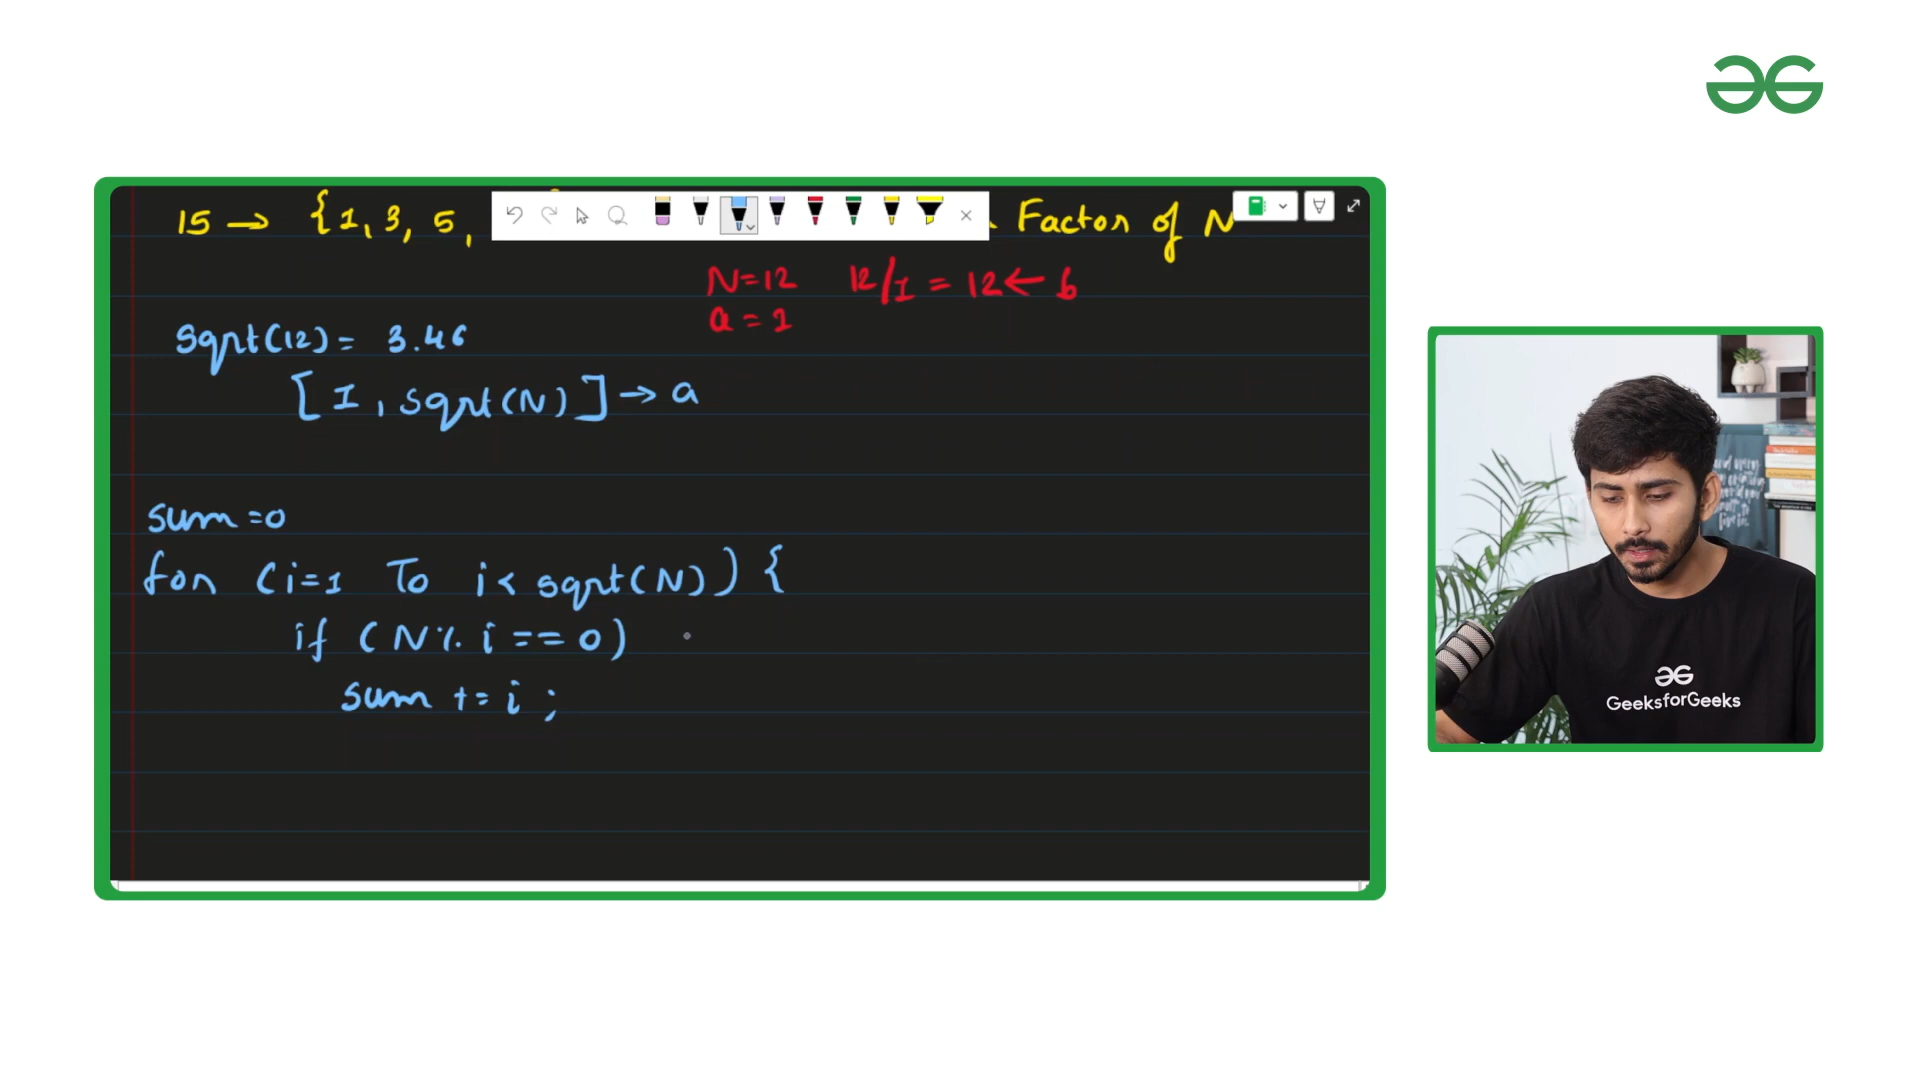 15 → {1, 3, 5,
Factor of N
N=12 12/1 = 12 ← b
a = 1
sqrt(12) = 3.46
[1, sqrt(N)] → a
sum =0
for (i=1 To i< sqrt(N)) {
if (N % i == 0)
sum += i ;
GeeksforGeeks